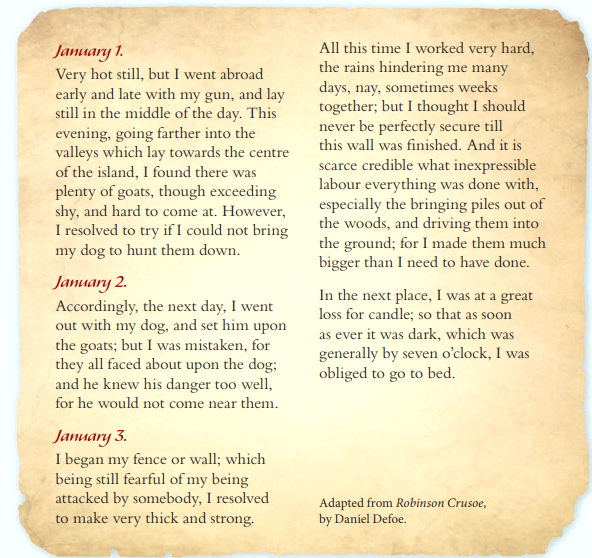 January 1.
Very hot still, but I went abroad
early and late with my gun, and lay
still in the middle of the day. This
evening, going farther into the
valleys which lay towards the centre
of the island, I found there was
plenty of goats, though exceeding
shy, and hard to come at. However,
I resolved to try if I could not bring
my dog to hunt them down.
January 2.
Accordingly, the next day, I went
out with my dog, and set him upon
the goats; but I was mistaken, for
they all faced about upon the dog;
and he knew his danger too well,
for he would not come near them.
January 3.
I began my fence or wall; which
being still fearful of my being
attacked by somebody, I resolved
to make very thick and strong.
All this time I worked very hard,
the rains hindering me many
days, nay, sometimes weeks
together; but I thought I should
never be perfectly secure till
this wall was finished. And it is
scarce credible what inexpressible
labour everything was done with,
especially the bringing piles out of
the woods, and driving them into
the ground; for I made them much
bigger than I need to have done.
In the next place, I was at a great
loss for candle; so that as soon
as ever it was dark, which was
generally by seven o'clock, I was
obliged to go to bed.
Adapted from Robinson Crusoe,
by Daniel Defoe.